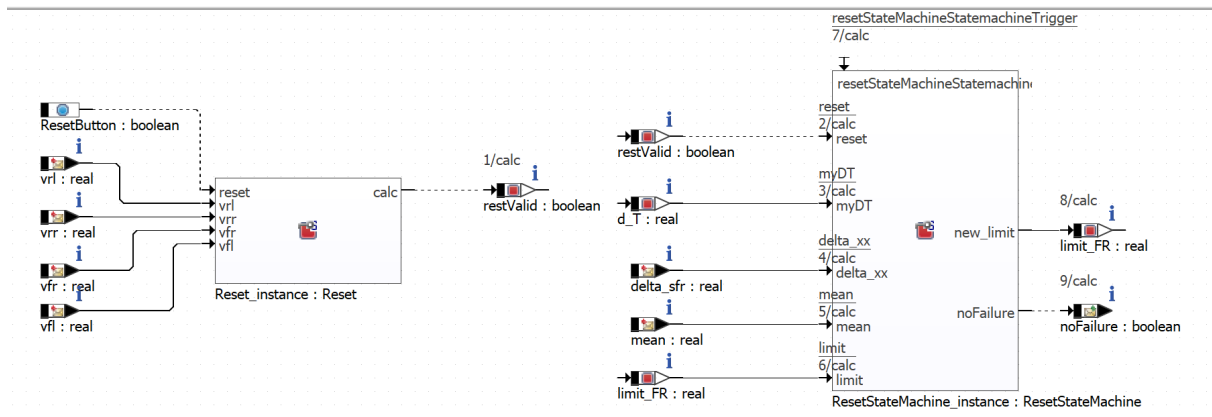 resetStateMachineStatemachineTrigger
7/calc
ResetButton : boolean
vrl : real
vrr : real
vfr : real
vfl : real
reset
vrl
vrr
vfr
vfl
calc
Reset_instance : Reset
1/calc
restValid : boolean
resetStateMachineStatemachine
reset
2/calc
reset
restValid : boolean
myDT
3/calc
myDT
d_T : real
delta_xx
4/calc
delta_xx
delta_sfr : real
mean
5/calc
mean
mean : real
limit
6/calc
limit
limit_FR : real
new_limit
8/calc
limit_FR : real
noFailure
9/calc
noFailure : boolean
ResetStateMachine_instance : ResetStateMachine